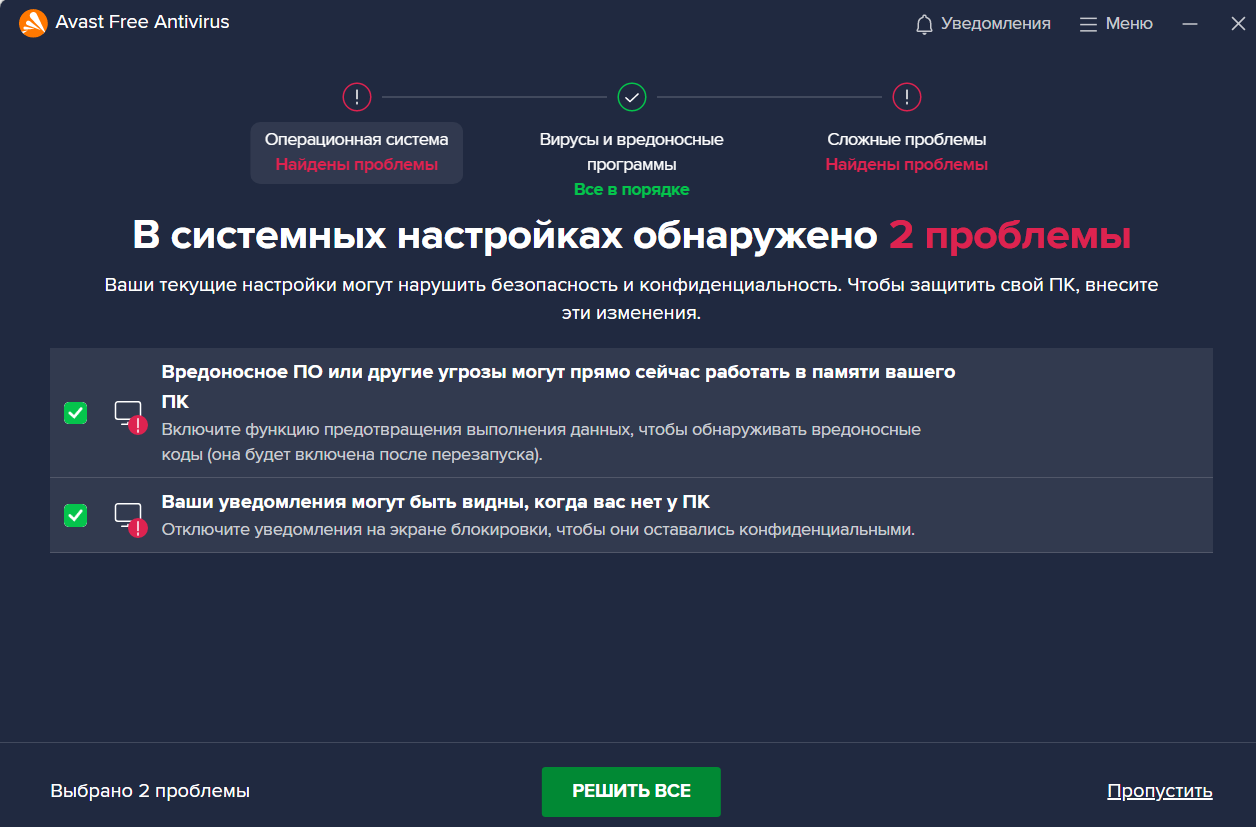 Avast Free Antivirus
Уведомления
Меню
Операционная система
Найдены проблемы
Вирусы и вредоносные
программы
Все в порядке
Сложные проблемы
Найдены проблемы
В системных настройках обнаружено 2 проблемы
Ваши текущие настройки могут нарушить безопасность и конфиденциальность. Чтобы защитить свой ПК, внесите
эти изменения.
Вредоносное ПО или другие угрозы могут прямо сейчас работать в памяти вашего
ПК
Включите функцию предотвращения выполнения данных, чтобы обнаруживать вредоносные
коды (она будет включена после перезапуска).
Ваши уведомления могут быть видны, когда вас нет у ПК
Отключите уведомления на экране блокировки, чтобы они оставались конфиденциальными.
Выбрано 2 проблемы
РЕШИТЬ ВСЕ
Пропустить